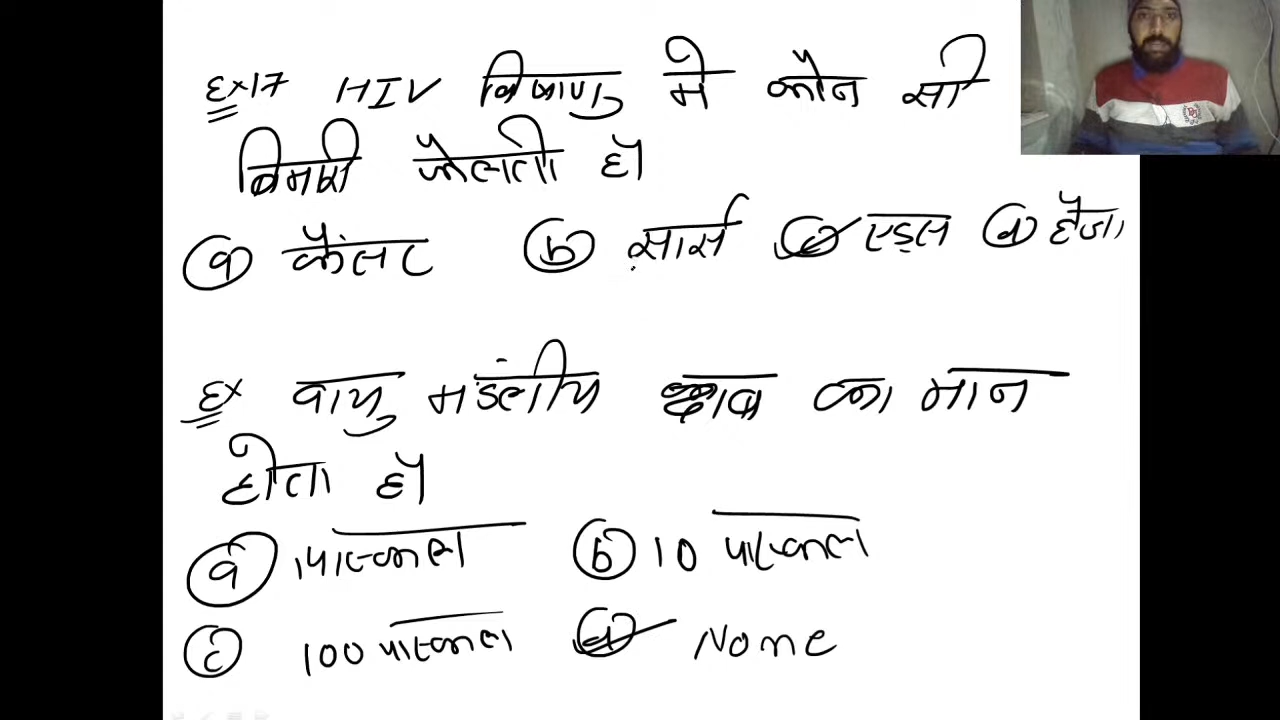 Ex17 HIV विषाणु मे कौन सी
बिमारी फैलती है
a कैंसर b सार्स c एड्स d हैजा
Ex वायु मंडलीय दाब का मान
होता है
a 1 पास्कल b 10 पास्कल
c 100 पास्कल d None